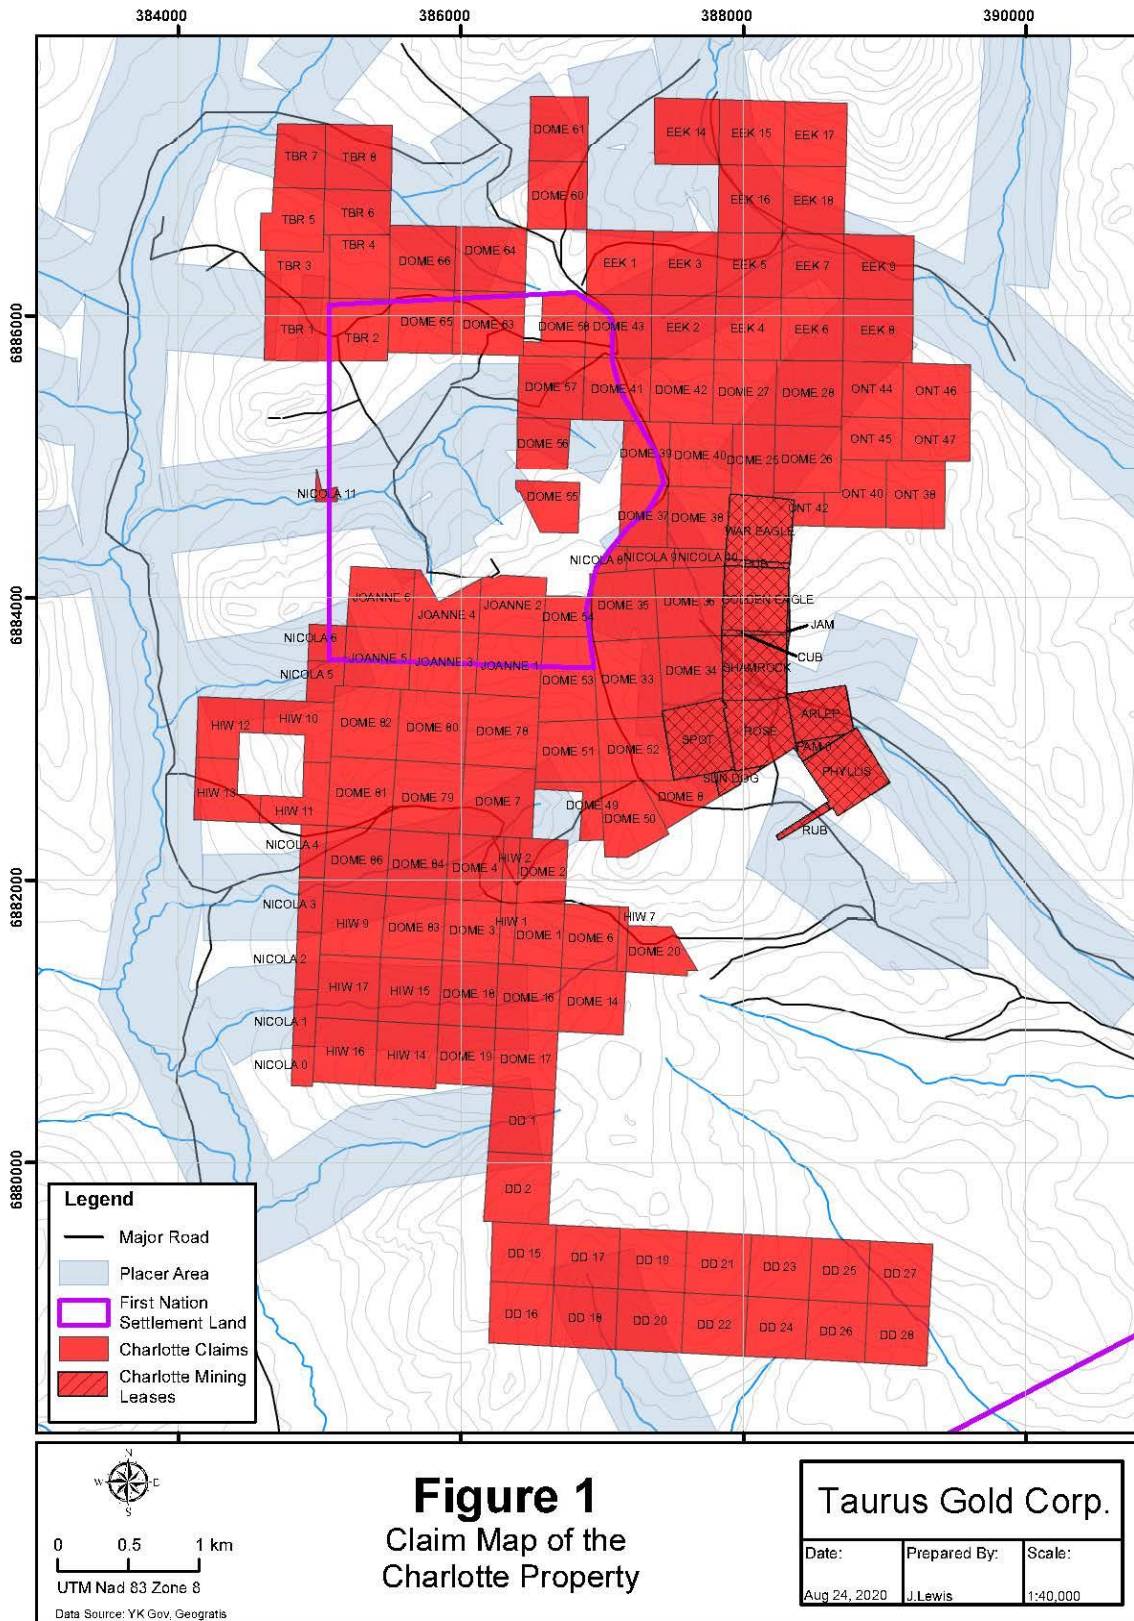 384000 386000 388000 390000
6886000
6884000
6882000
6880000
DOME 61
EEK 14 EEK 15 EEK 17
TBR 7 TBR 8
DOME 60
EEK 16 EEK 18
TBR 5 TBR 6
TBR 4
DOME 66 DOME 64
TBR 3
EEK 1 EEK 3 EEK 5 EEK 7 EEK 9
TBR 1 TBR 2
DOME 65 DOME 63 DOME 58 DOME 43
EEK 2 EEK 4 EEK 6 EEK 8
DOME 57 DOME 41 DOME 42 DOME 27 DOME 28 ONT 44 ONT 46
DOME 56 DOME 39 DOME 40 DOME 25 DOME 26 ONT 45 ONT 47
NICOLA 11
DOME 55 DOME 37 DOME 38 ONT 42 ONT 40 ONT 38
WAR EAGLE
NICOLA 8 NICOLA 9
GOLDEN EAGLE
JOANNE 4 JOANNE 2 DOME 54 DOME 35 DOME 36
JAM
CUB
NICOLA 6
JOANNE 5 JOANNE 3 JOANNE 1
SHAMROCK
NICOLA 5
DOME 53 DOME 33 DOME 34
HIW 12 HIW 10 DOME 82 DOME 80 DOME 78
ARLEP
SPOT ROSE
DOME 51 DOME 52
PHYLLIS
SUN DOG
HIW 13 HIW 11 DOME 81 DOME 79 DOME 7 DOME 49 DOME 50 DOME 8
RUB
NICOLA 4
DOME 86 DOME 84 DOME 4 HIW 2 DOME 2
NICOLA 3
HIW 9 DOME 83 DOME 3 HIW 1 DOME 1 DOME 6 HIW 7
DOME 20
NICOLA 2
HIW 17 HIW 15 DOME 18 DOME 16 DOME 14
NICOLA 1
HIW 16 HIW 14 DOME 19 DOME 17
NICOLA 0
DD 1
DD 2
DD 15 DD 17 DD 19 DD 21 DD 23 DD 25 DD 27
DD 16 DD 18 DD 20 DD 22 DD 24 DD 26 DD 28
Legend
Major Road
Placer Area
First Nation
Settlement Land
Charlotte Claims
Charlotte Mining
Leases
N
W E
S
0 0.5 1 km
UTM Nad 83 Zone 8
Data Source: YK Gov, Geogratis
Figure 1
Claim Map of the
Charlotte Property
Taurus Gold Corp.
Date: Prepared By: Scale:
Aug 24, 2020 J.Lewis 1:40,000